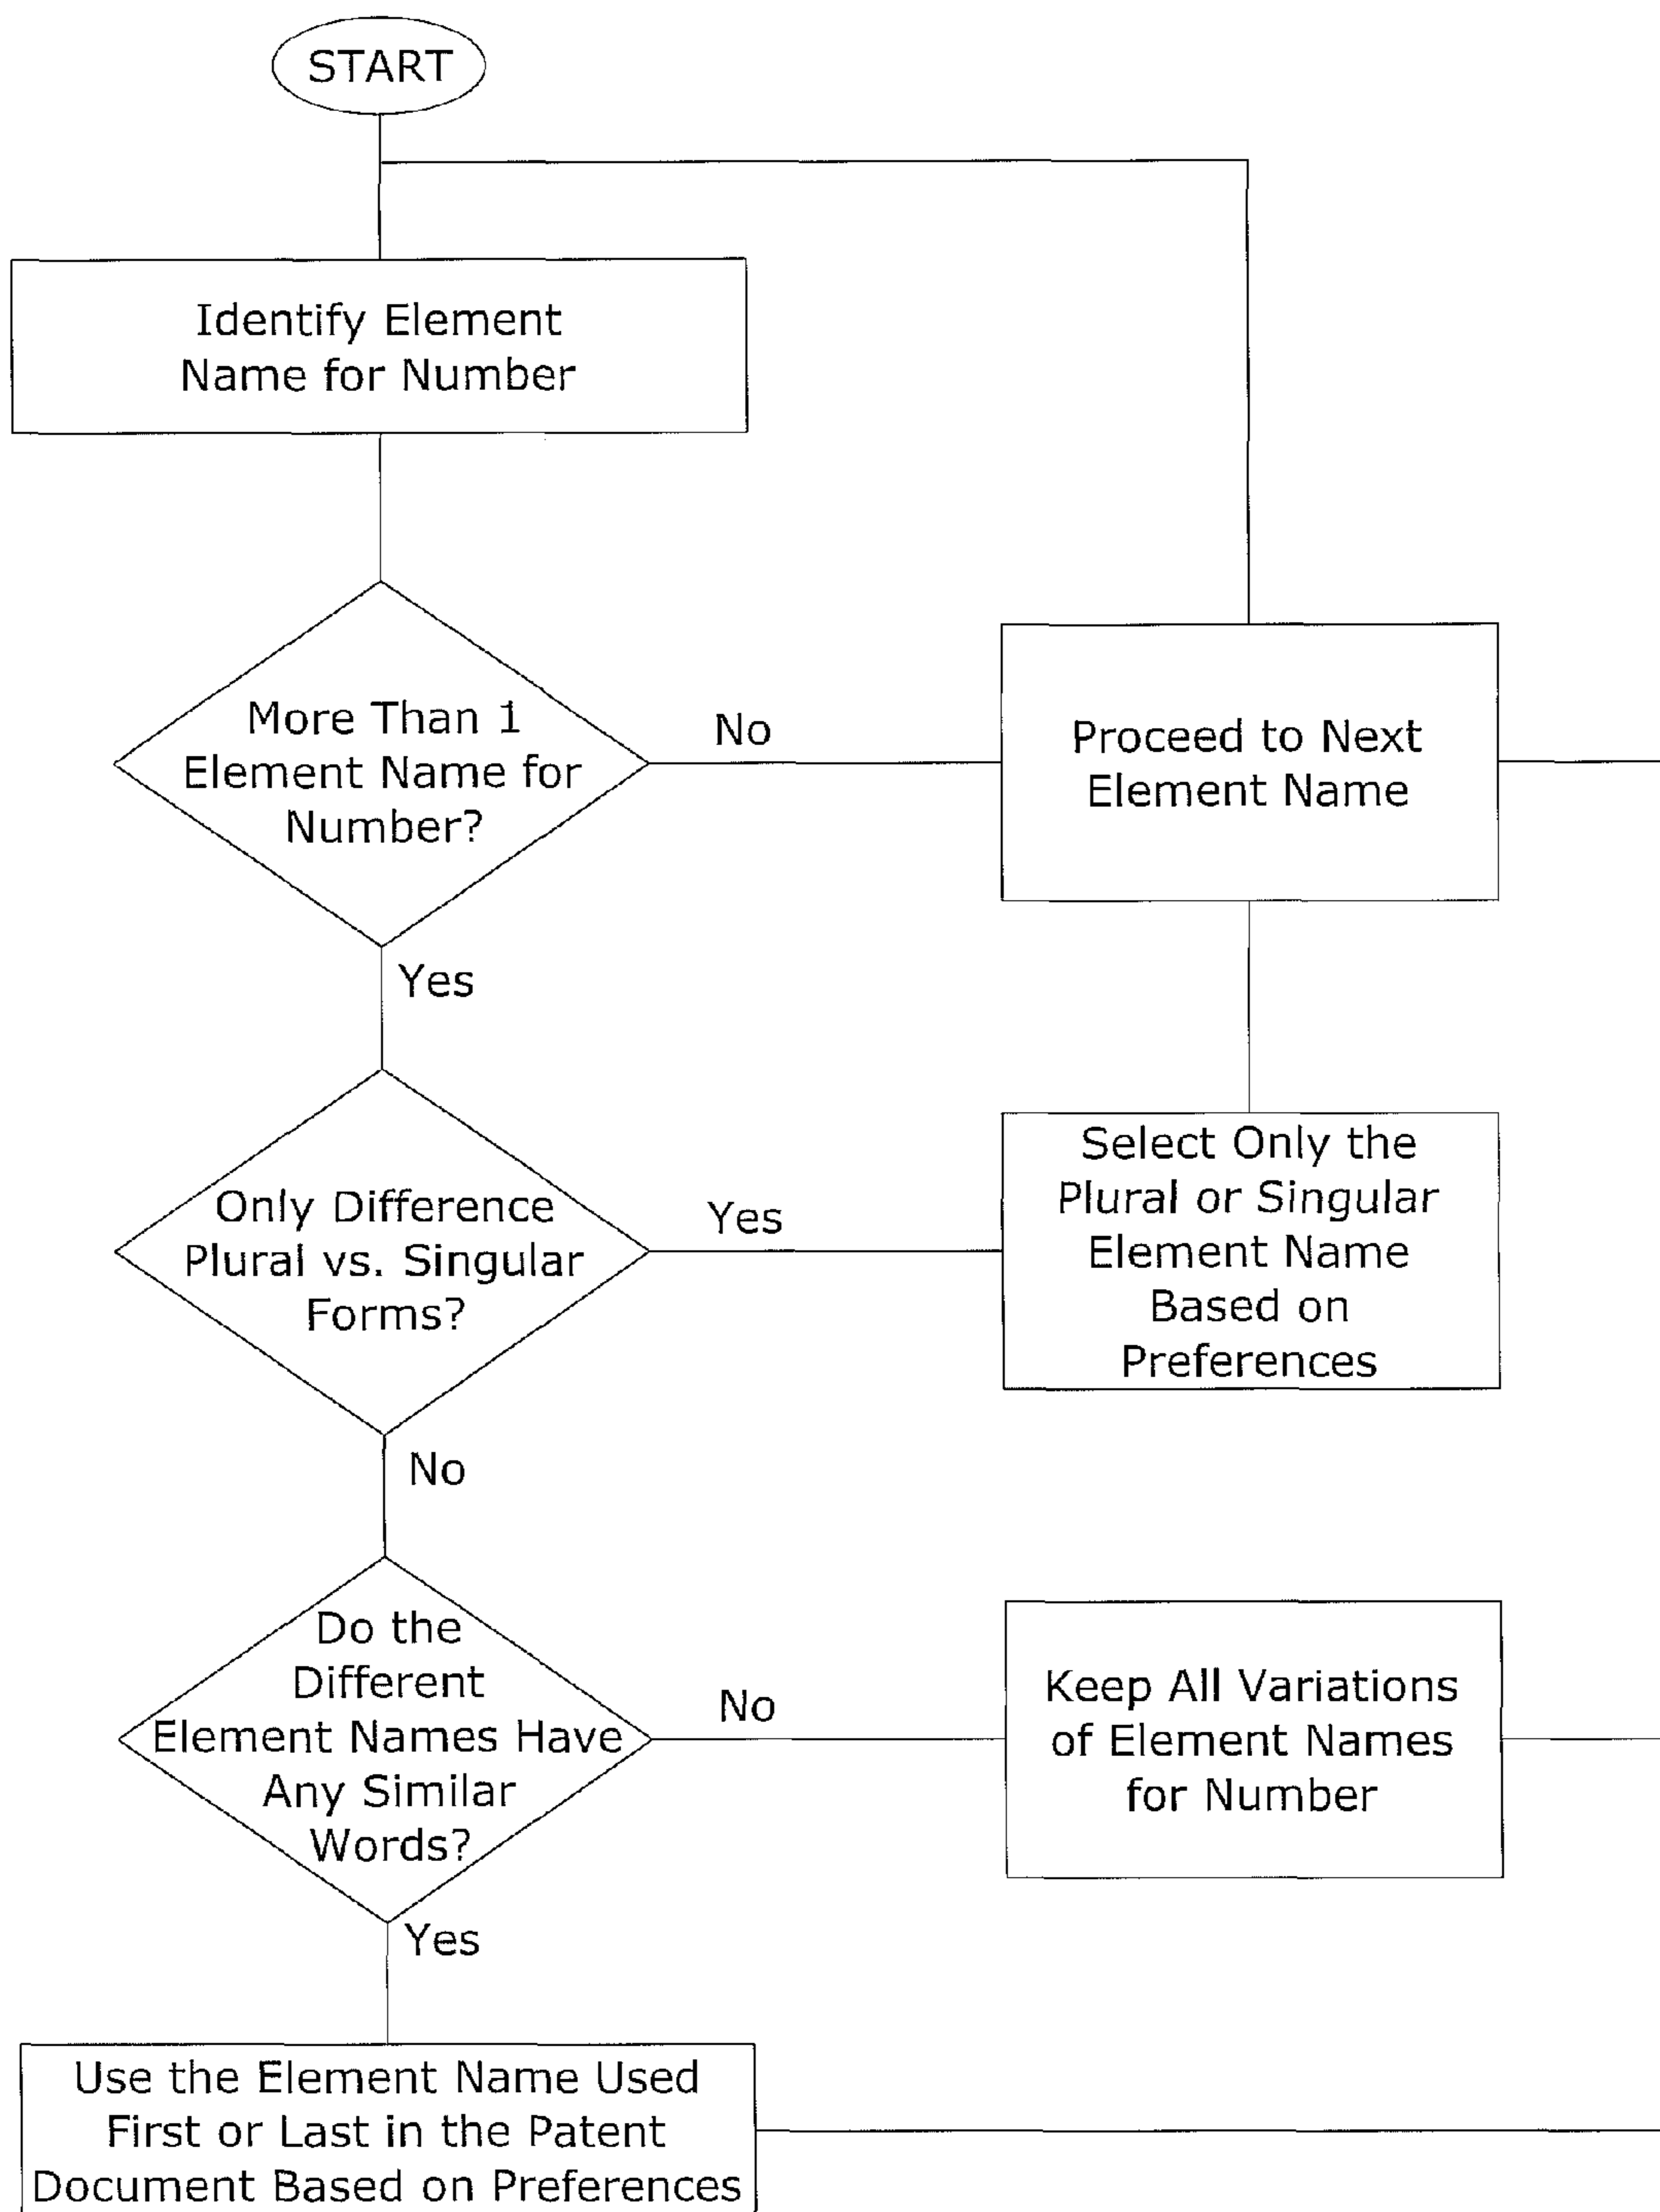 START
Identify Element
Name for Number
More Than 1
Element Name for
Number?
No
Proceed to Next
Element Name
Yes
Only Difference
Plural vs. Singular
Forms?
Yes
Select Only the
Plural or Singular
Element Name
Based on
Preferences
No
Do the
Different
Element Names Have
Any Similar
Words?
No
Keep All Variations
of Element Names
for Number
Yes
Use the Element Name Used
First or Last in the Patent
Document Based on Preferences